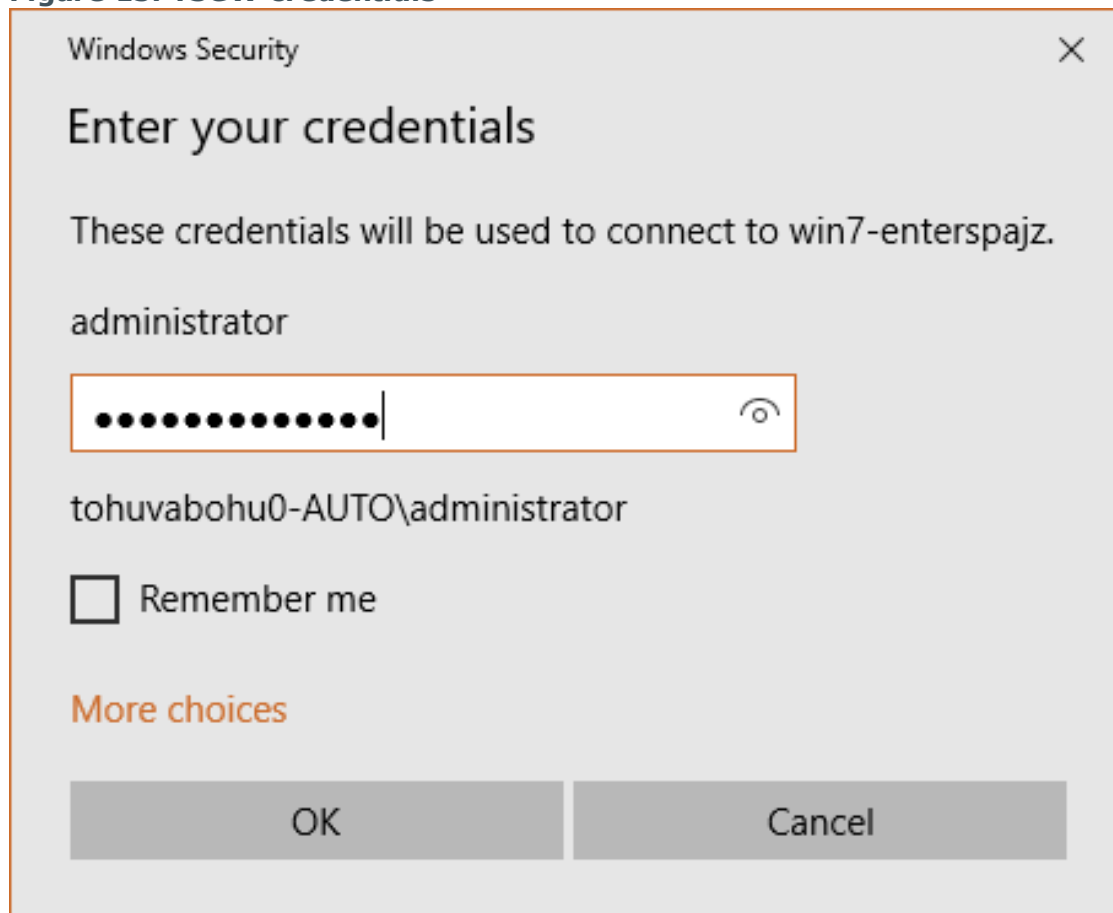 Windows Security
Enter your credentials
These credentials will be used to connect to win7-enterspajz.
administrator
•••••••••••••
tohuvabohu0-AUTO\administrator
Remember me
More choices
OK
Cancel